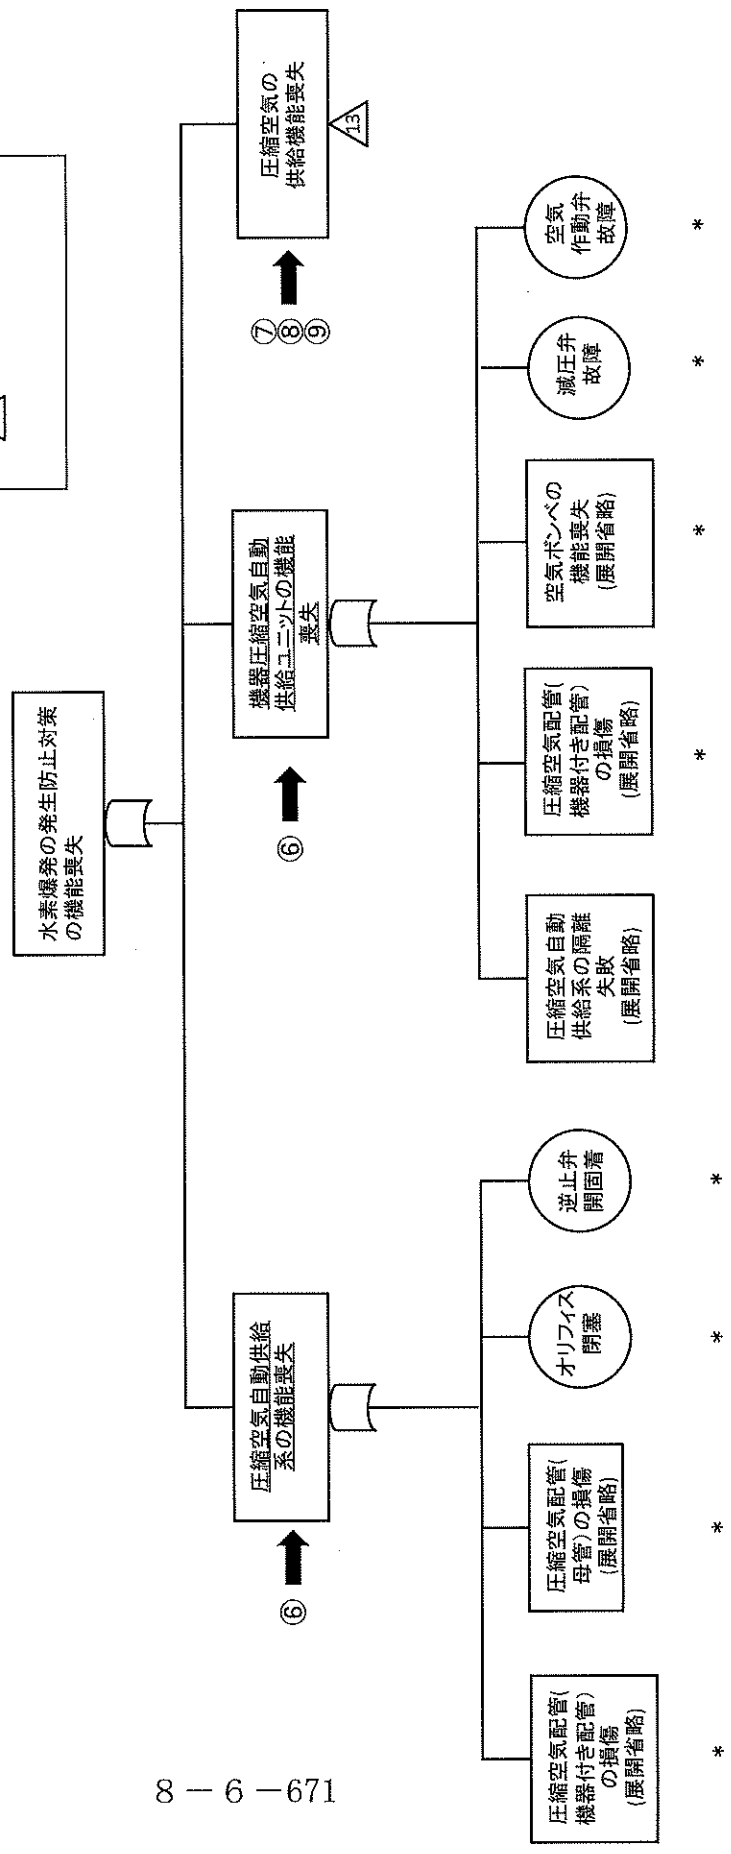 水素爆発の発生防止対策
の機能喪失
⑥
圧縮空気自動供給
系の機能喪失
⑥
機器圧縮空気自動
供給ユニットの機能
喪失
⑦
⑧
⑨
圧縮空気の
供給機能喪失
13
圧縮空気配管(
機器付き配管)
の損傷
(展開省略)
圧縮空気配管(
母管)の損傷
(展開省略)
オリフィス
閉塞
逆止弁
開固着
圧縮空気自動
供給系の隔離
失敗
(展開省略)
圧縮空気配管(
機器付き配管)
の損傷
(展開省略)
空気ボンベの
機能喪失
(展開省略)
減圧弁
故障
空気
作動弁
故障
*
*
*
*
*
*
*
*
8-6-671